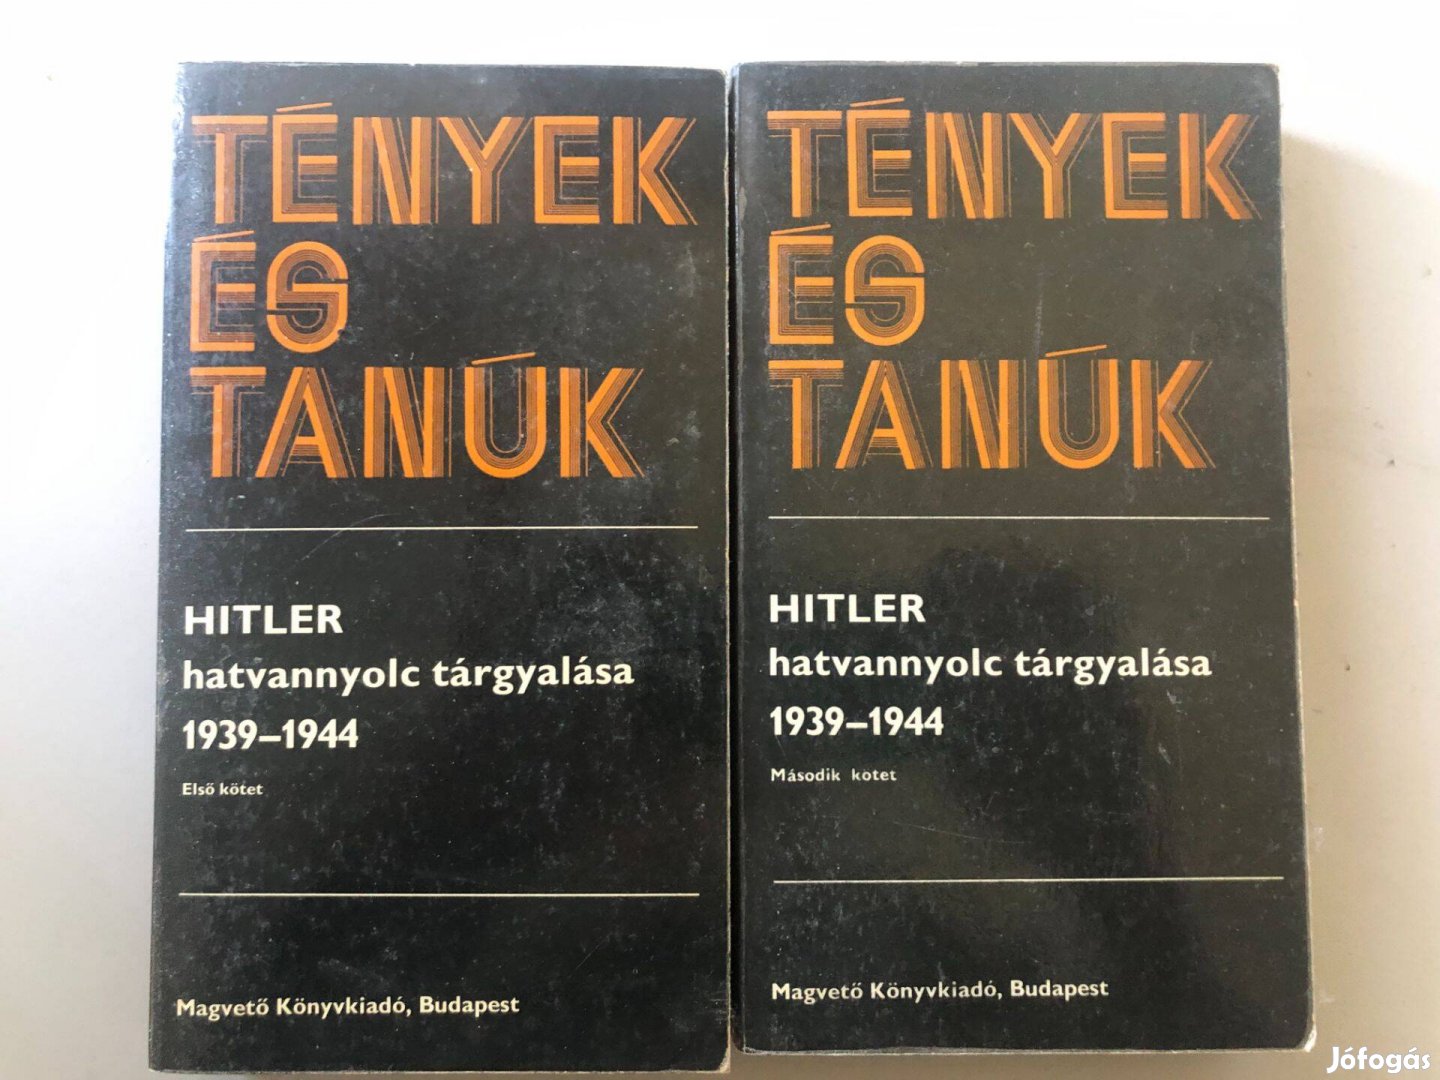 TÉNYEK
ÉS
TANÚK
HITLER
hatvannyolc tárgyalása
1939–1944
Első kötet
Magvető Könyvkiadó, Budapest
TÉNYEK
ÉS
TANÚK
HITLER
hatvannyolc tárgyalása
1939–1944
Második kötet
Magvető Könyvkiadó, Budapest
Jófogás